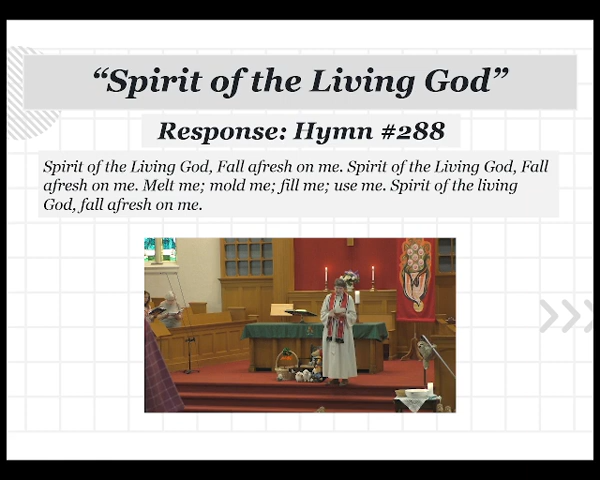 “Spirit of the Living God”
Response: Hymn #288
Spirit of the Living God, Fall afresh on me. Spirit of the Living God, Fall
afresh on me. Melt me; mold me; fill me; use me. Spirit of the living
God, fall afresh on me.